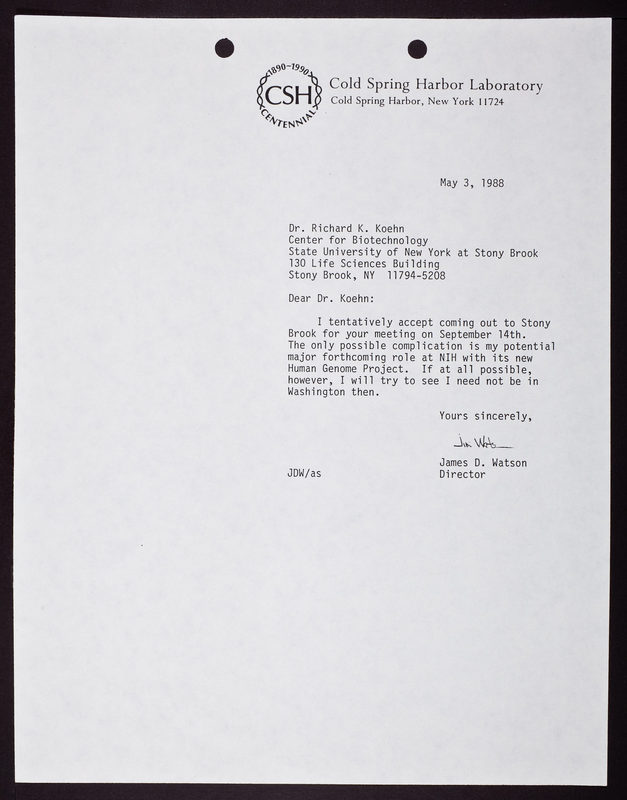 1890-1990
CSH
CENTENNIAL
Cold Spring Harbor Laboratory
Cold Spring Harbor, New York 11724
May 3, 1988
Dr. Richard K. Koehn
Center for Biotechnology
State University of New York at Stony Brook
130 Life Sciences Building
Stony Brook, NY 11794-5208
Dear Dr. Koehn:
I tentatively accept coming out to Stony
Brook for your meeting on September 14th.
The only possible complication is my potential
major forthcoming role at NIH with its new
Human Genome Project. If at all possible,
however, I will try to see I need not be in
Washington then.
Yours sincerely,
Jim Watson
James D. Watson
JDW/as Director